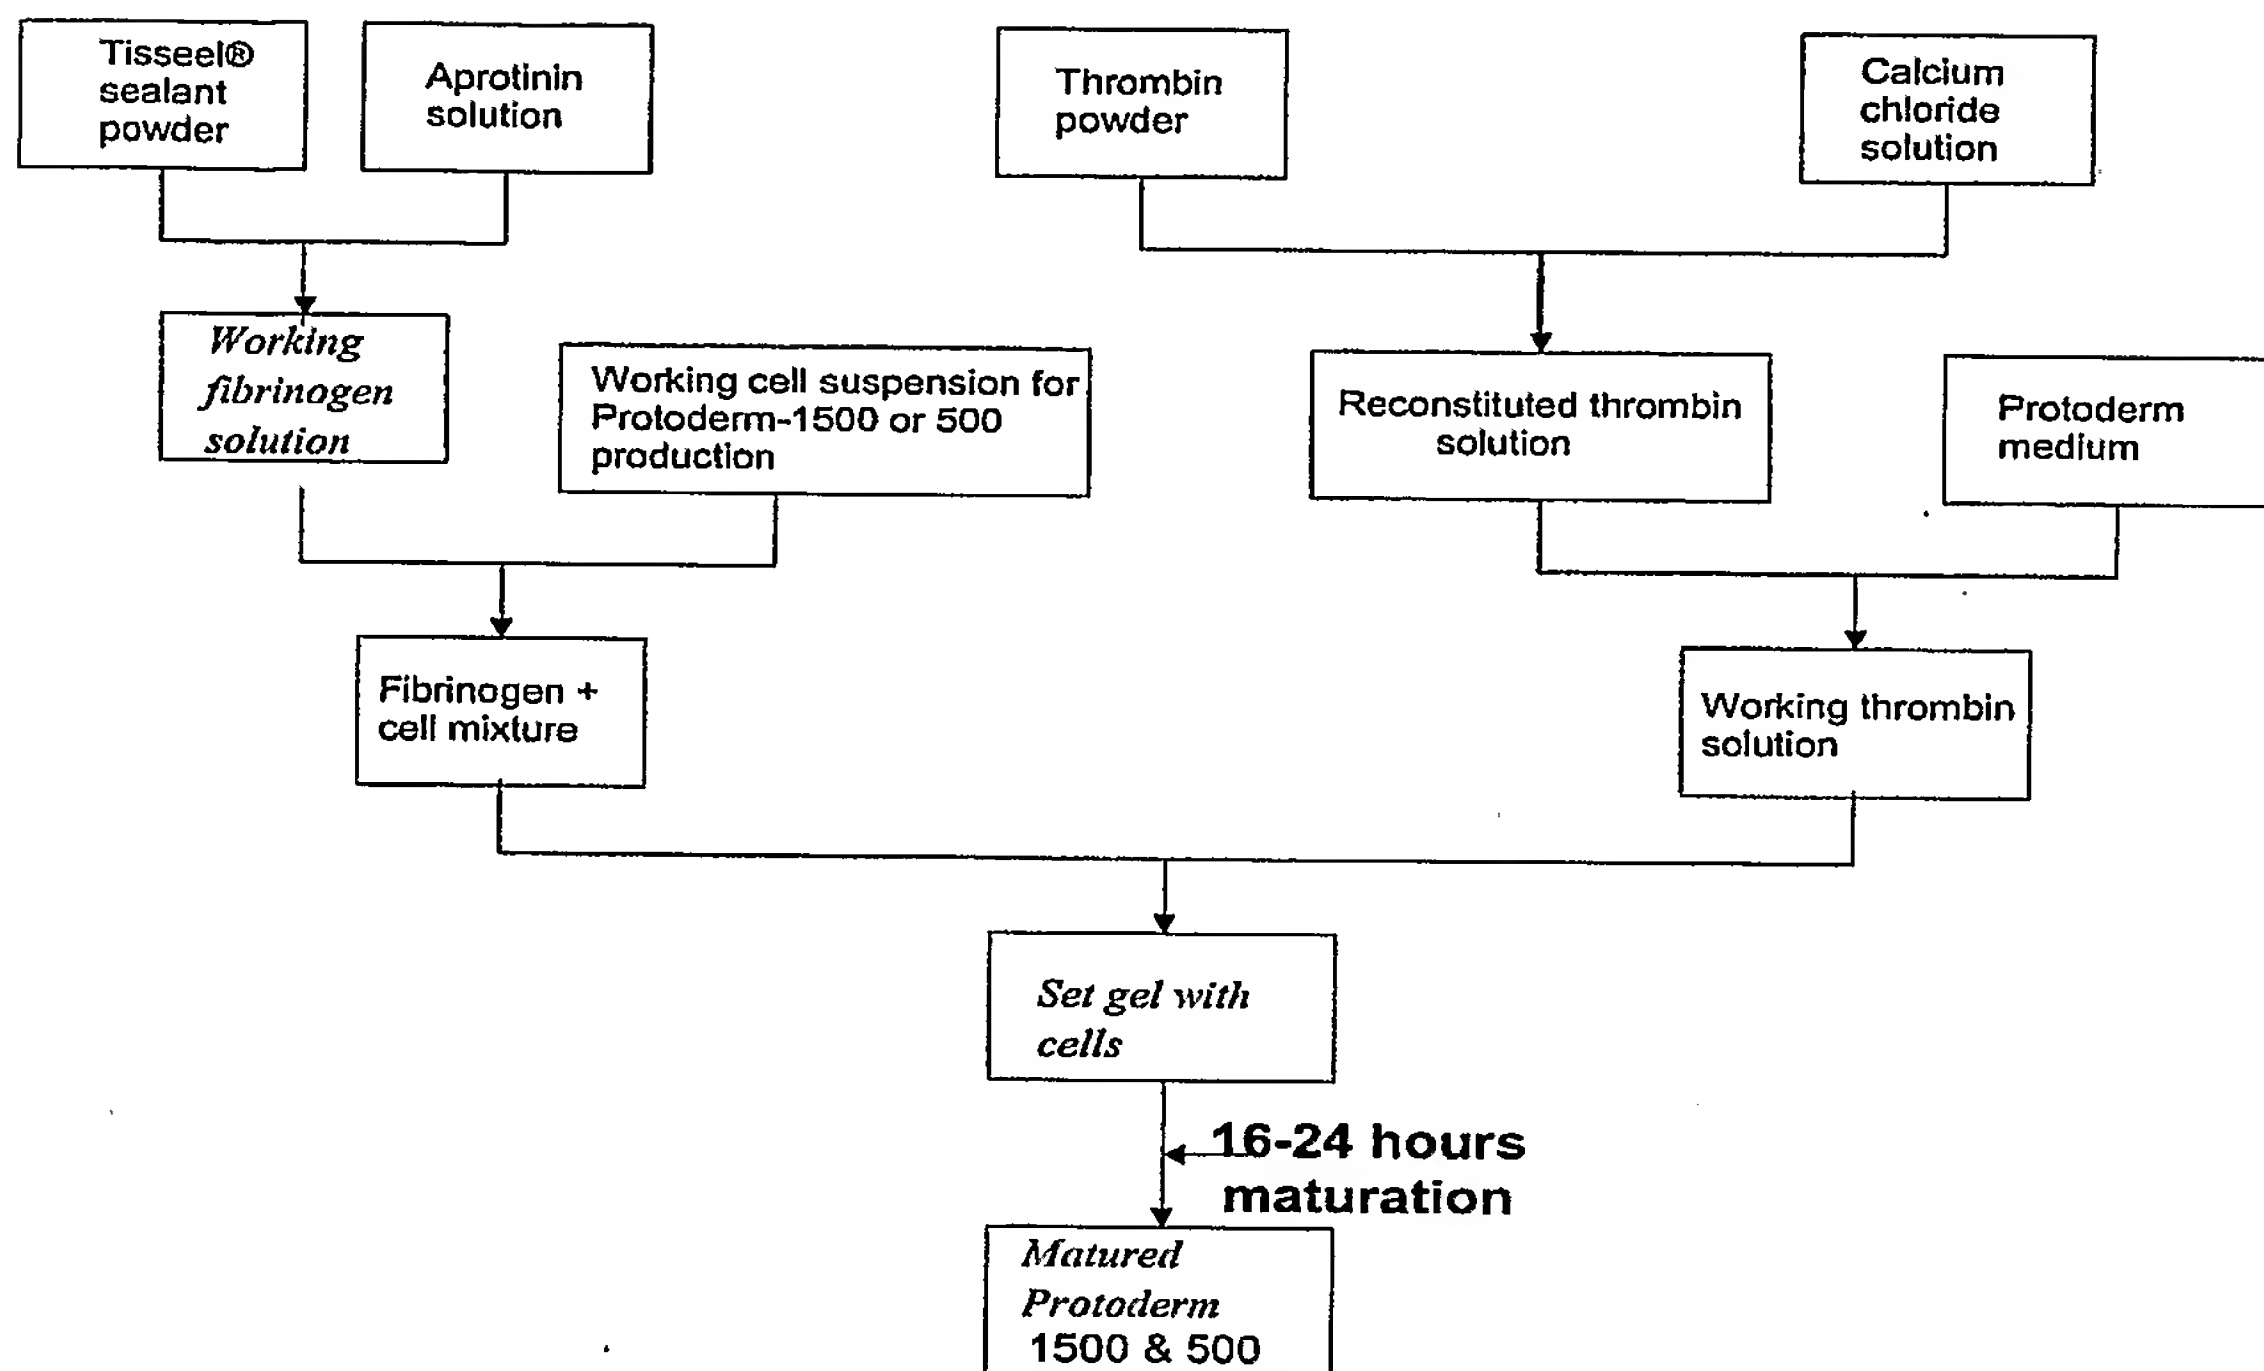 Tisseel®
sealant
powder
Aprotinin
solution
Thrombin
powder
Calcium
chloride
solution
Working
fibrinogen
solution
Working cell suspension for
Protoderm-1500 or 500
production
Reconstituted thrombin
solution
Protoderm
medium
Fibrinogen +
cell mixture
Working thrombin
solution
Set gel with
cells
16-24 hours
maturation
Matured
Protoderm
1500 & 500